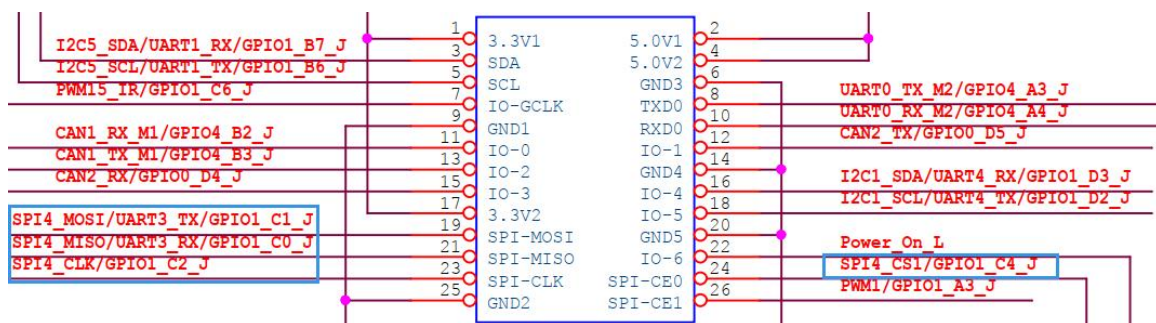 1 2
I2C5_SDA/UART1_RX/GPIO1_B7_J 3.3V1 5.0V1
3 SDA 5.0V2 4
I2C5_SCL/UART1_TX/GPIO1_B6_J 5 SCL GND3 6
PWM15_IR/GPIO1_C6_J 7 IO-GCLK TXD0 8 UART0_TX_M2/GPIO4_A3_J
9 GND1 RXD0 10 UART0_RX_M2/GPIO4_A4_J
CAN1_RX_M1/GPIO4_B2_J 11 IO-0 IO-1 12 CAN2_TX/GPIO0_D5_J
CAN1_TX_M1/GPIO4_B3_J 13 IO-2 GND4 14
CAN2_RX/GPIO0_D4_J 15 IO-3 IO-4 16 I2C1_SDA/UART4_RX/GPIO1_D3_J
17 3.3V2 IO-5 18 I2C1_SCL/UART4_TX/GPIO1_D2_J
SPI4_MOSI/UART3_TX/GPIO1_C1_J 19 SPI-MOSI GND5 20
SPI4_MISO/UART3_RX/GPIO1_C0_J 21 SPI-MISO IO-6 22 Power_On_L
SPI4_CLK/GPIO1_C2_J 23 SPI-CLK SPI-CE0 24 SPI4_CS1/GPIO1_C4_J
25 GND2 SPI-CE1 26 PWM1/GPIO1_A3_J